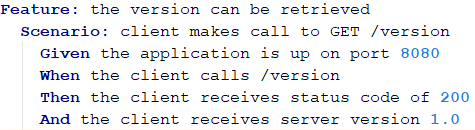 Feature: the version can be retrieved
Scenario: client makes call to GET /version
Given the application is up on port 8080
When the client calls /version
Then the client receives status code of 200
And the client receives server version 1.0